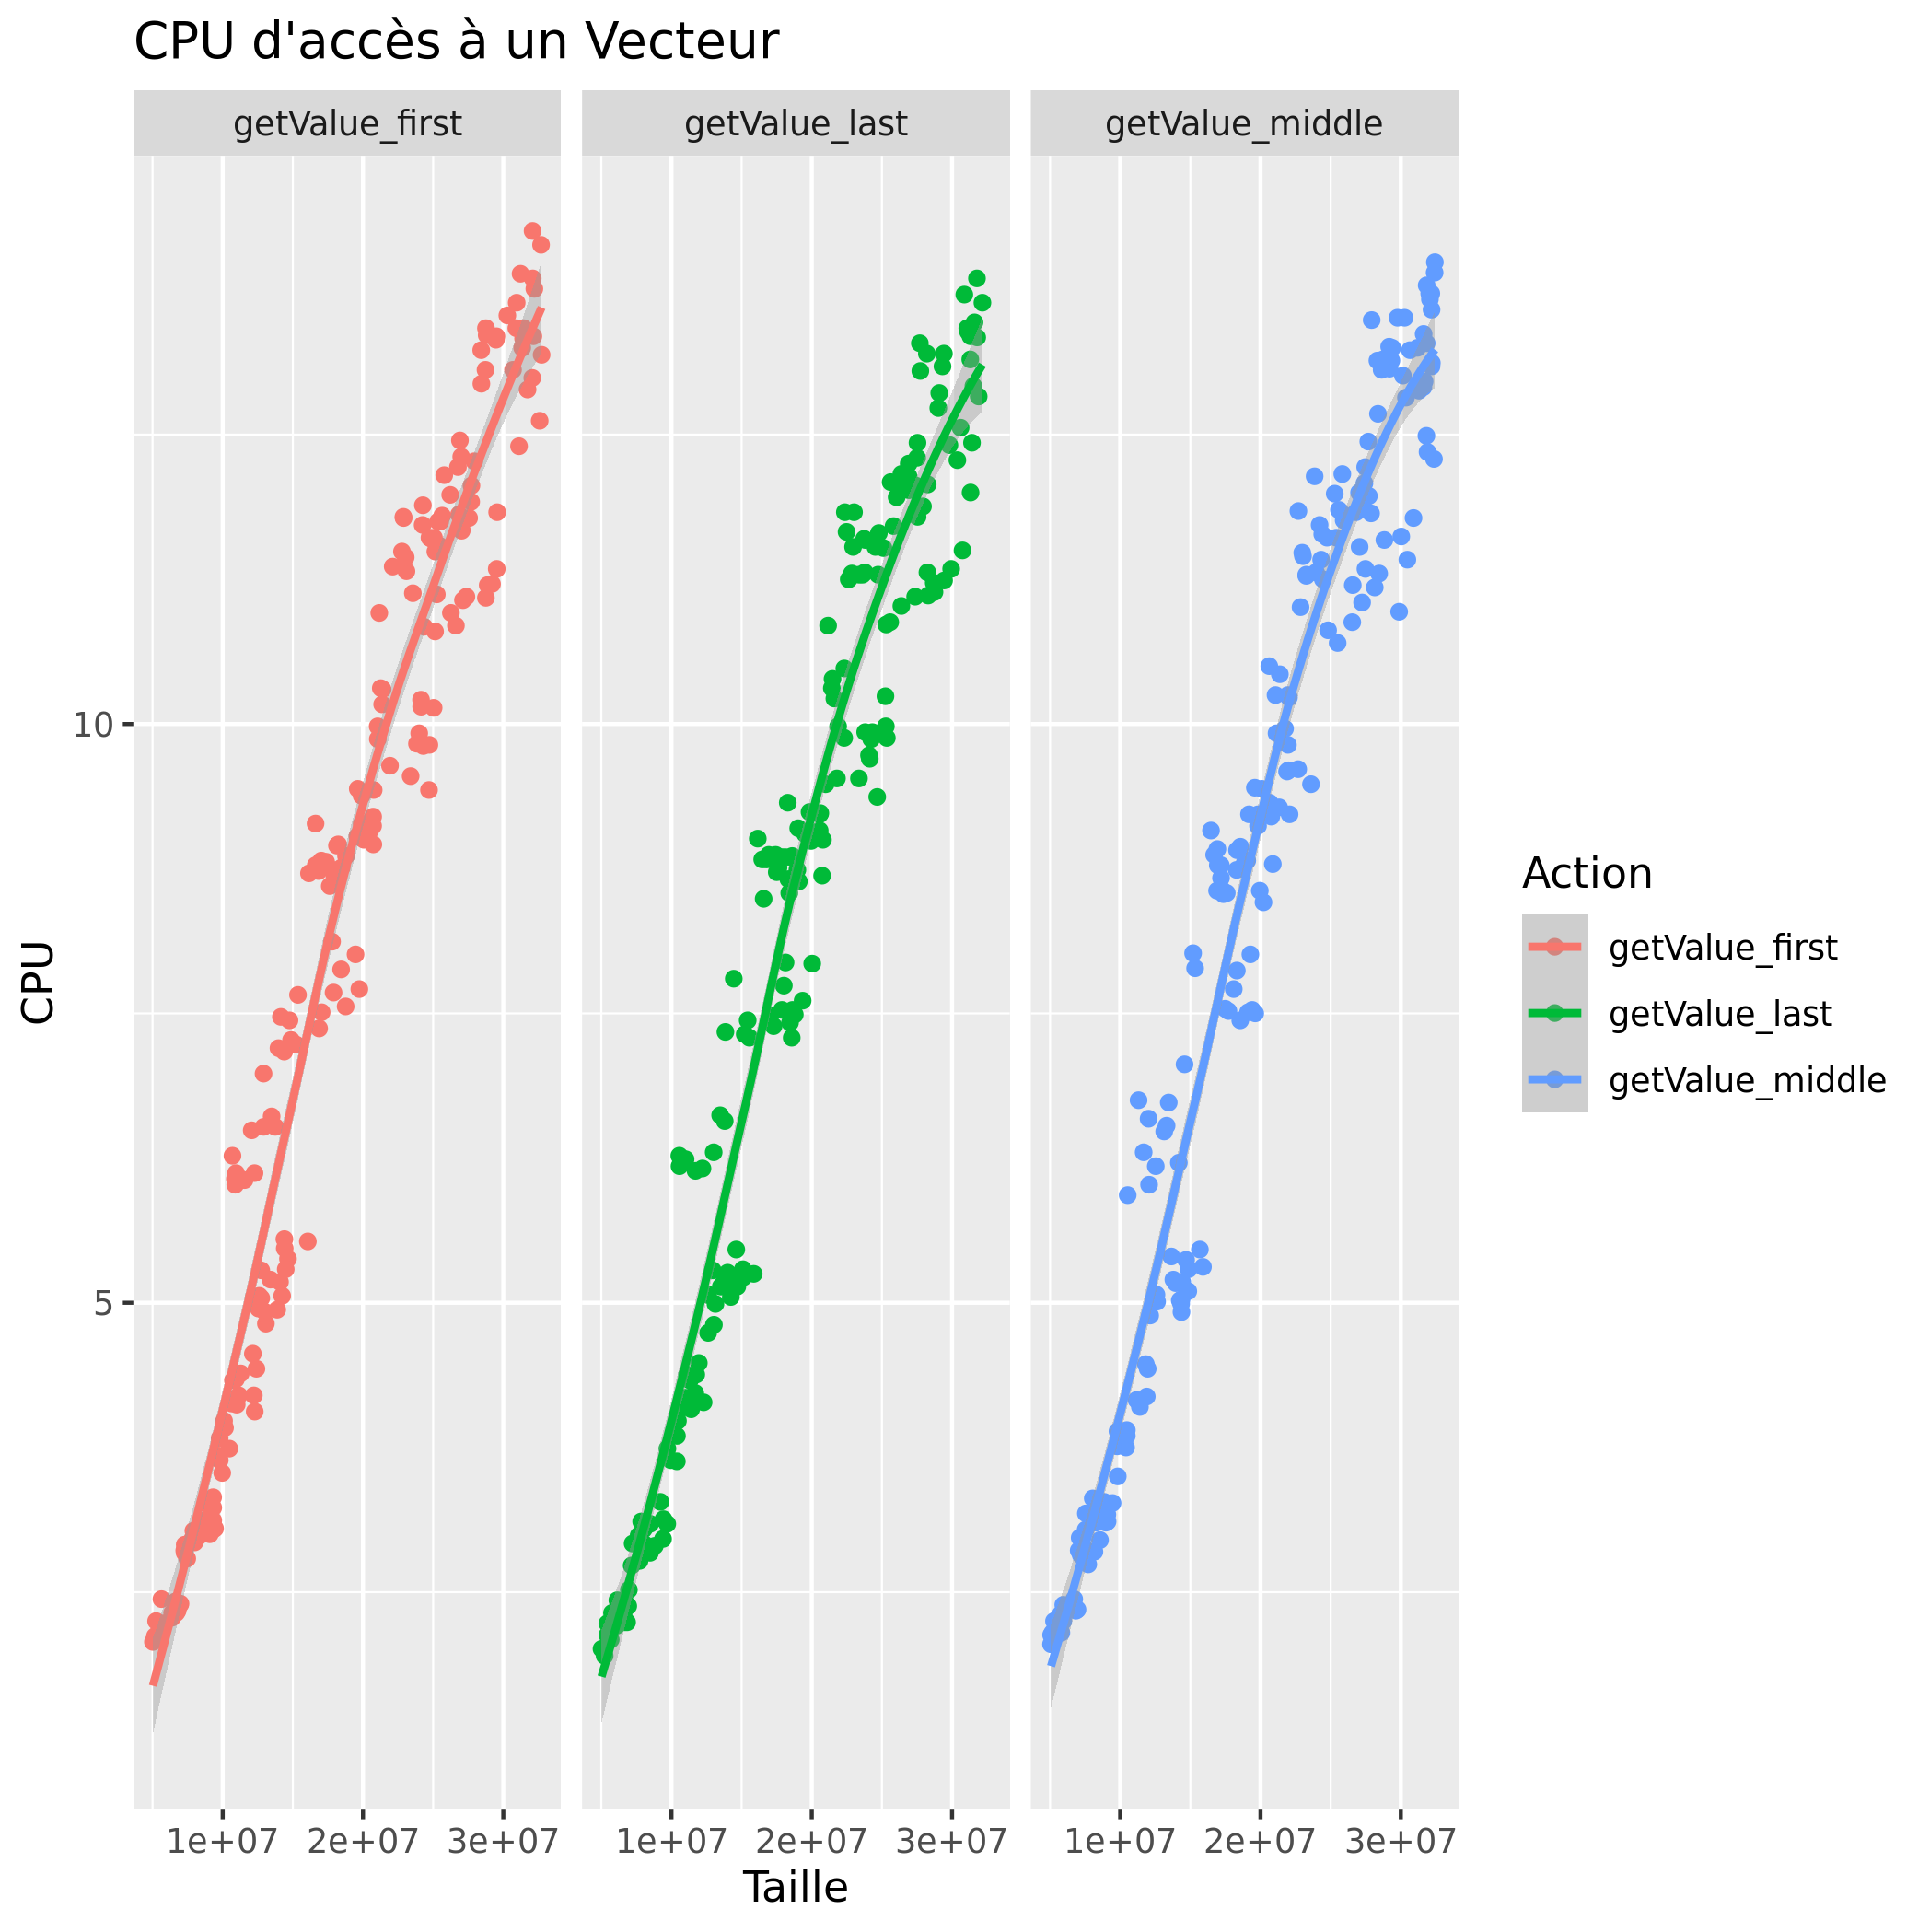 CPU d'accès à un Vecteur
getValue_first getValue_last getValue_middle
10
5
CPU
1e+07 2e+07 3e+07 1e+07 2e+07 3e+07 1e+07 2e+07 3e+07
Taille
Action
getValue_first
getValue_last
getValue_middle